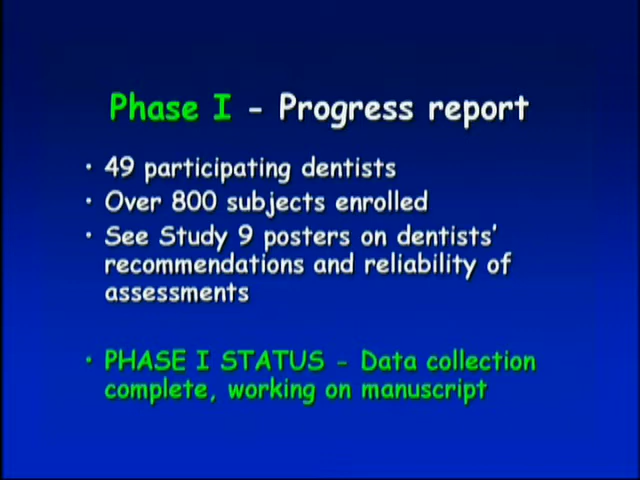 Phase I - Progress report
• 49 participating dentists
• Over 800 subjects enrolled
• See Study 9 posters on dentists'
recommendations and reliability of
assessments
• PHASE I STATUS - Data collection
complete, working on manuscript